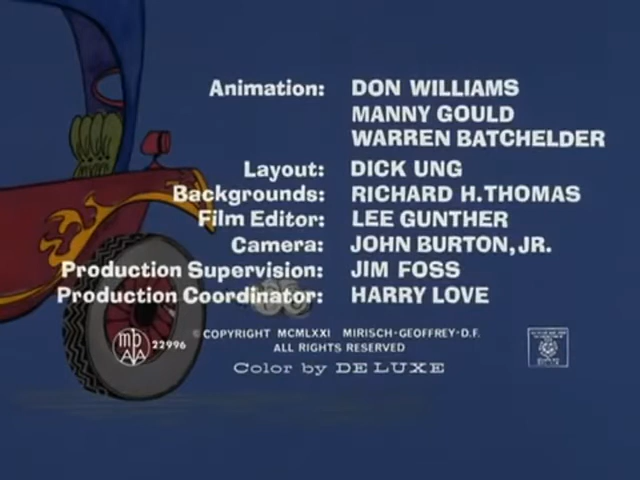 Animation: DON WILLIAMS
MANNY GOULD
WARREN BATCHELDER
Layout: DICK UNG
Backgrounds: RICHARD H. THOMAS
Film Editor: LEE GUNTHER
Camera: JOHN BURTON, JR.
Production Supervision: JIM FOSS
Production Coordinator: HARRY LOVE
© COPYRIGHT MCMLXXI MIRISCH-GEOFFREY-D.F.
22996
ALL RIGHTS RESERVED
Color by DE LUXE